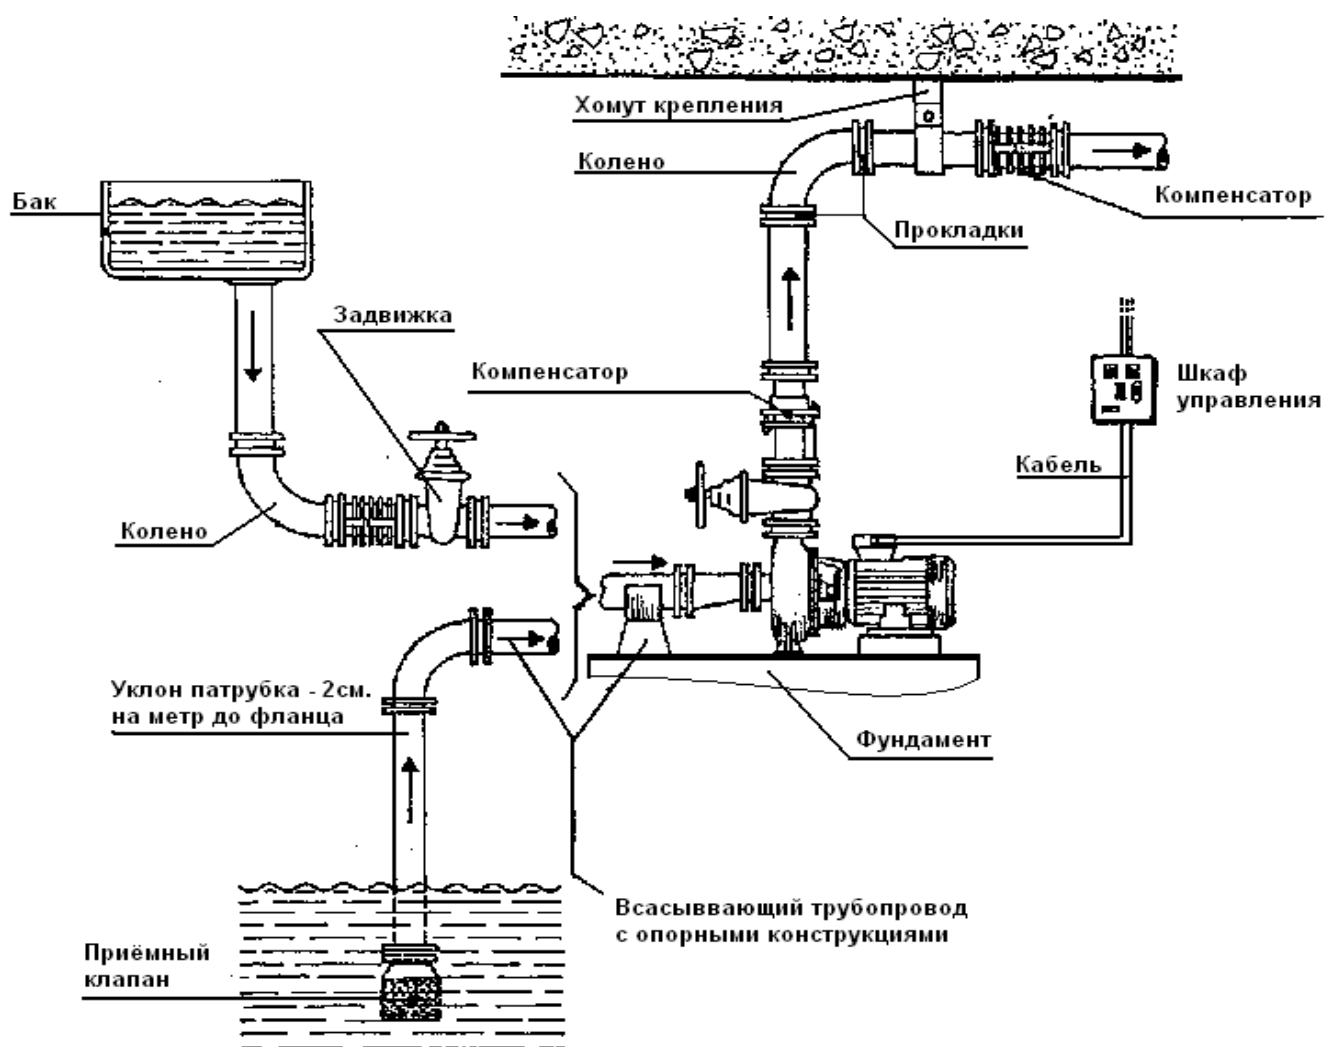 Хомут крепления
Колено
Компенсатор
Бак
Прокладки
Задвижка
Компенсатор
Шкаф
управления
Кабель
Колено
Уклон патрубка - 2см.
на метр до фланца
Фундамент
Всасыввающий трубопровод
с опорными конструкциями
Приёмный
клапан